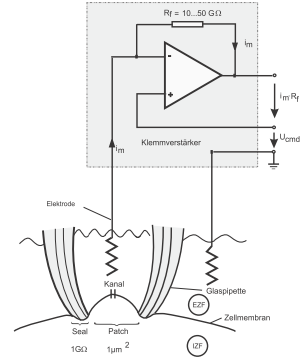 Rf = 10...50 GΩ
im
-
+
im·Rf
Klemmverstärker
Ucmd
im
Elektrode
Kanal
Glaspipette
EZF
Zellmembran
Seal
Patch
1GΩ
1µm 2
IZF